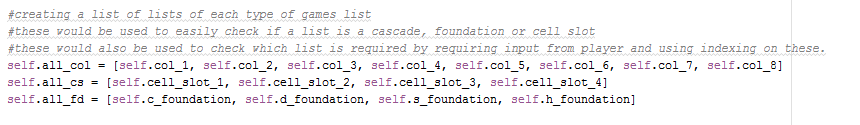 #creating a list of lists of each type of games list
#these would be used to easily check if a list is a cascade, foundation or cell slot
#these would also be used to check which list is required by requiring input from player and using indexing on these.
self.all_col = [self.col_1, self.col_2, self.col_3, self.col_4, self.col_5, self.col_6, self.col_7, self.col_8]
self.all_cs = [self.cell_slot_1, self.cell_slot_2, self.cell_slot_3, self.cell_slot_4]
self.all_fd = [self.c_foundation, self.d_foundation, self.s_foundation, self.h_foundation]